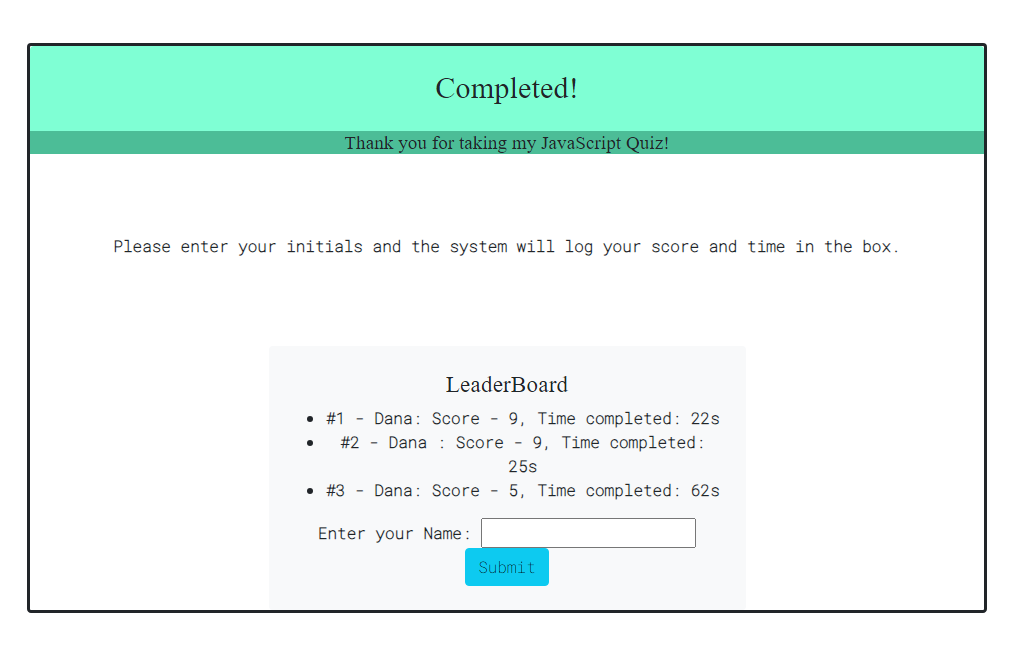 Completed!
Thank you for taking my JavaScript Quiz!
Please enter your initials and the system will log your score and time in the box.
LeaderBoard
• #1 - Dana: Score - 9, Time completed: 22s
• #2 - Dana : Score - 9, Time completed:
25s
• #3 - Dana: Score - 5, Time completed: 62s
Enter your Name:
Submit